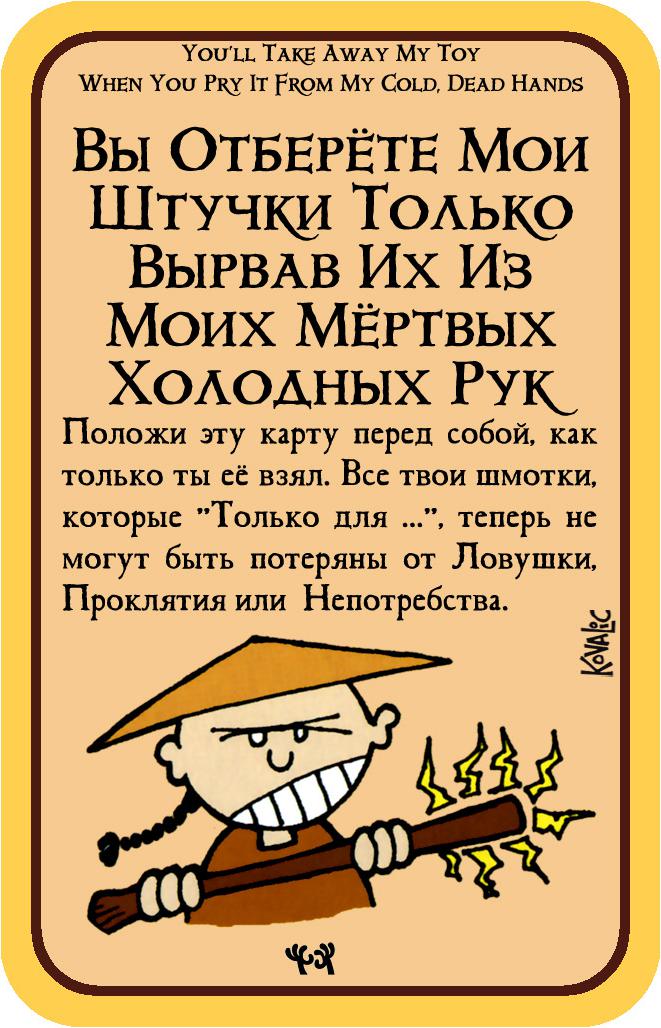 You'll Take Away My Toy
When You Pry It From My Cold, Dead Hands
Вы Отберёте Мои
Штучки Только
Вырвав Их Из
Моих Мёртвых
Холодных Рук
Положи эту карту перед собой, как
только ты её взял. Все твои шмотки,
которые "Только для ...", теперь не
могут быть потеряны от Ловушки,
Проклятия или Непотребства.
Kovalic